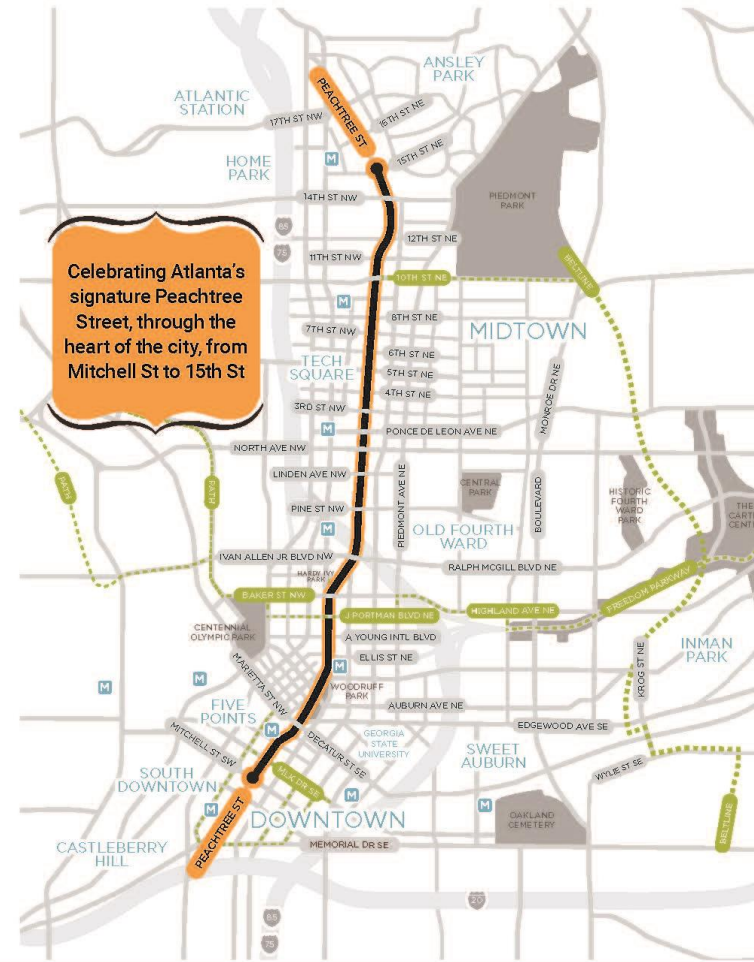 ANSLEY
PARK
PEACHTREE ST
ATLANTIC
STATION
16TH ST NE
17TH ST NW
15TH ST NE
HOME
PARK
M
14TH ST NW
PIEDMONT
PARK
85
75
12TH ST NE
11TH ST NW
BELTLINE
Celebrating Atlanta's
signature Peachtree
Street, through the
heart of the city, from
Mitchell St to 15th St
10TH ST NE
M
8TH ST NE
7TH ST NW
MIDTOWN
6TH ST NE
TECH
SQUARE
5TH ST NE
4TH ST NE
MONROE DR NE
3RD ST NW
M
PONCE DE LEON AVE NE
NORTH AVE NW
LINDEN AVE NW
PATH
PATH
PIEDMONT AVE NE
CENTRAL
PARK
BOULEVARD
HISTORIC
FOURTH
WARD
PARK
THE
CART
CENT
PINE ST NW
M
OLD FOURTH
WARD
IVAN ALLEN JR BLVD NW
RALPH MCGILL BLVD NE
HARDY IVY
PARK
FREEDOM PARKWAY
BAKER ST NW
HIGHLAND AVE NE
J PORTMAN BLVD NE
CENTENNIAL
OLYMPIC PARK
A YOUNG INTL BLVD
INMAN
PARK
ELLIS ST NE
M
KROG ST NE
MARIETTA ST NW
M
M
WOODRUFF
PARK
AUBURN AVE NE
FIVE
POINTS
EDGEWOOD AVE SE
M
MITCHELL ST SW
DECATUR ST SE
GEORGIA
STATE
UNIVERSITY
SWEET
AUBURN
WYLIE ST SE
SOUTH
DOWNTOWN
MLK DR SE
M
M
M
PEACHTREE ST
DOWNTOWN
OAKLAND
CEMETERY
BELTLINE
CASTLEBERRY
HILL
MEMORIAL DR SE
20
85
75